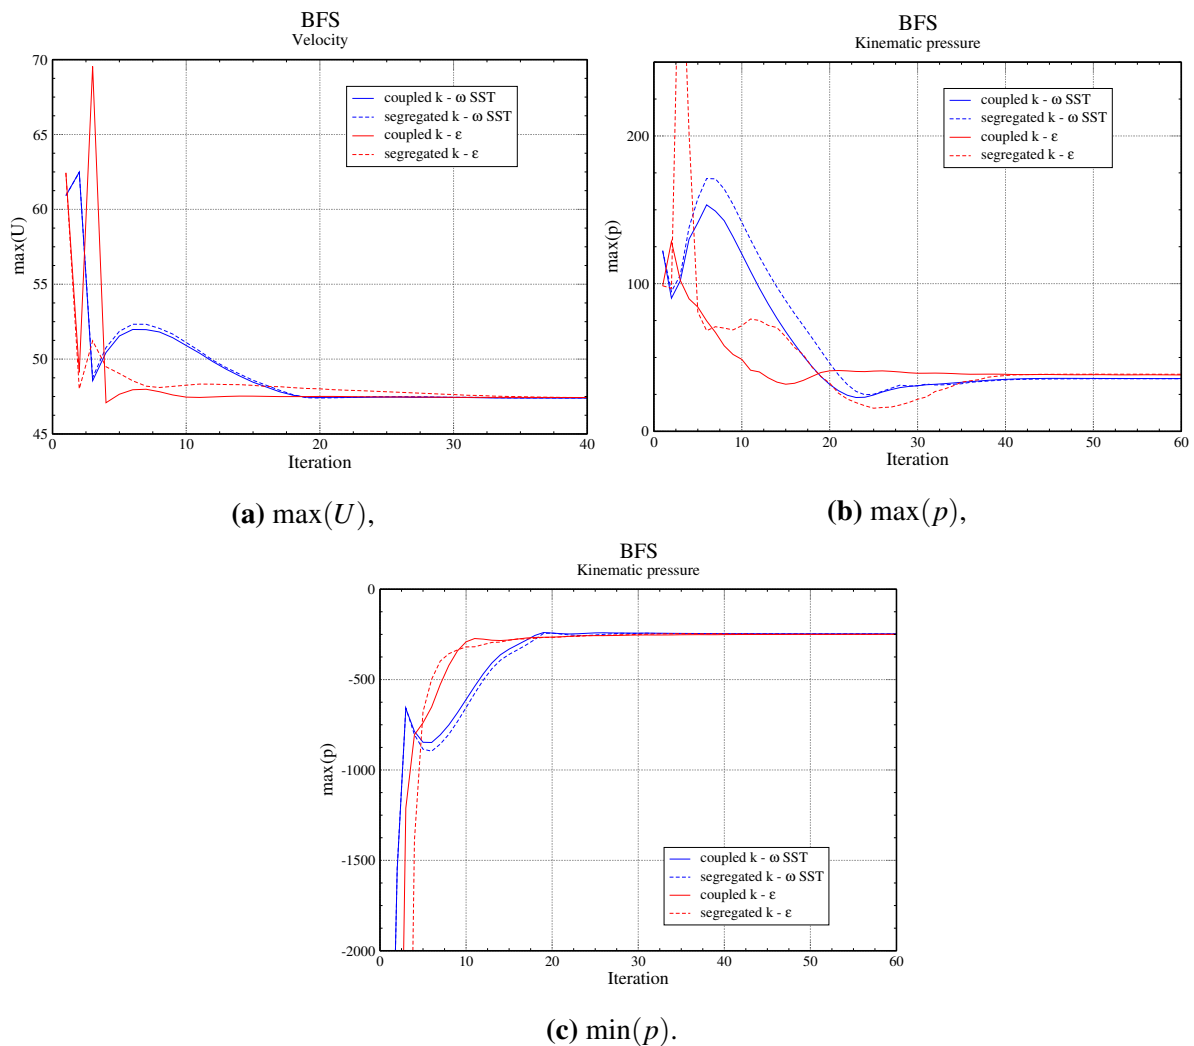 BFS
Velocity
70
65
60
55
50
45
max(U)
0
10
20
30
40
Iteration
coupled k - ω SST
segregated k - ω SST
coupled k - ε
segregated k - ε
(a) max(U),
BFS
Kinematic pressure
200
100
0
max(p)
0
10
20
30
40
50
60
Iteration
coupled k - ω SST
segregated k - ω SST
coupled k - ε
segregated k - ε
(b) max(p),
BFS
Kinematic pressure
0
-500
-1000
-1500
-2000
max(p)
0
10
20
30
40
50
60
Iteration
coupled k - ω SST
segregated k - ω SST
coupled k - ε
segregated k - ε
(c) min(p).